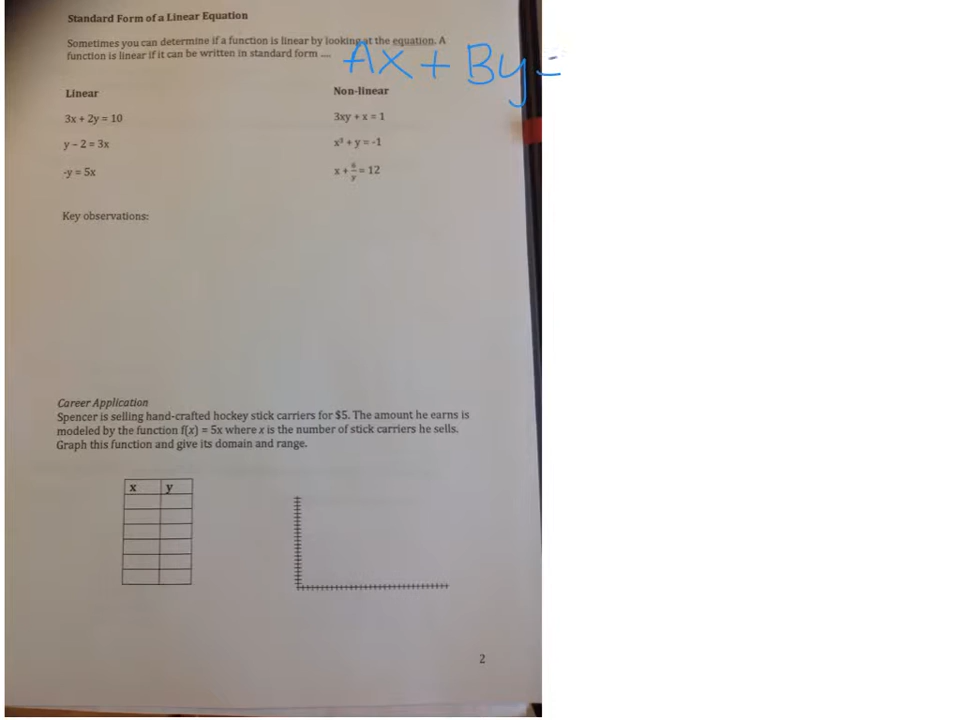 Standard Form of a Linear Equation
Sometimes you can determine if a function is linear by looking at the equation. A
function is linear if it can be written in standard form ....
Ax + By =
Linear
Non-linear
3x + 2y = 10
3xy + x = 1
y – 2 = 3x
x³ + y = -1
-y = 5x
x + 6/y = 12
Key observations:
Career Application
Spencer is selling hand-crafted hockey stick carriers for $5. The amount he earns is
modeled by the function f(x) = 5x where x is the number of stick carriers he sells.
Graph this function and give its domain and range.
x y
2